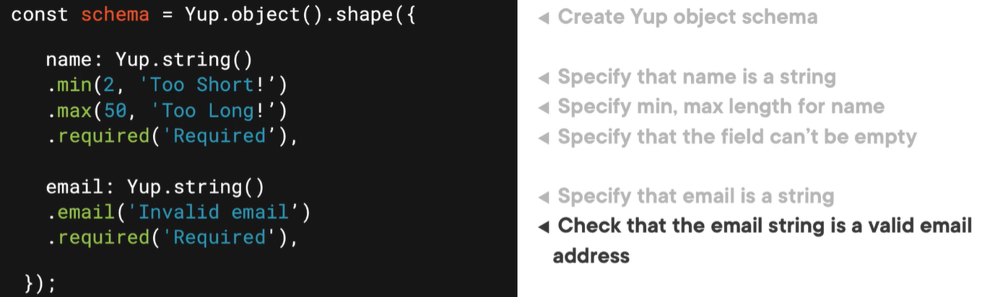 const schema = Yup.object().shape({
name: Yup.string()
.min(2, 'Too Short!’)
.max(50, 'Too Long!’)
.required('Required’),
email: Yup.string()
.email('Invalid email’)
.required('Required'),
});
◄ Create Yup object schema
◄ Specify that name is a string
◄ Specify min, max length for name
◄ Specify that the field can’t be empty
◄ Specify that email is a string
◄ Check that the email string is a valid email
address